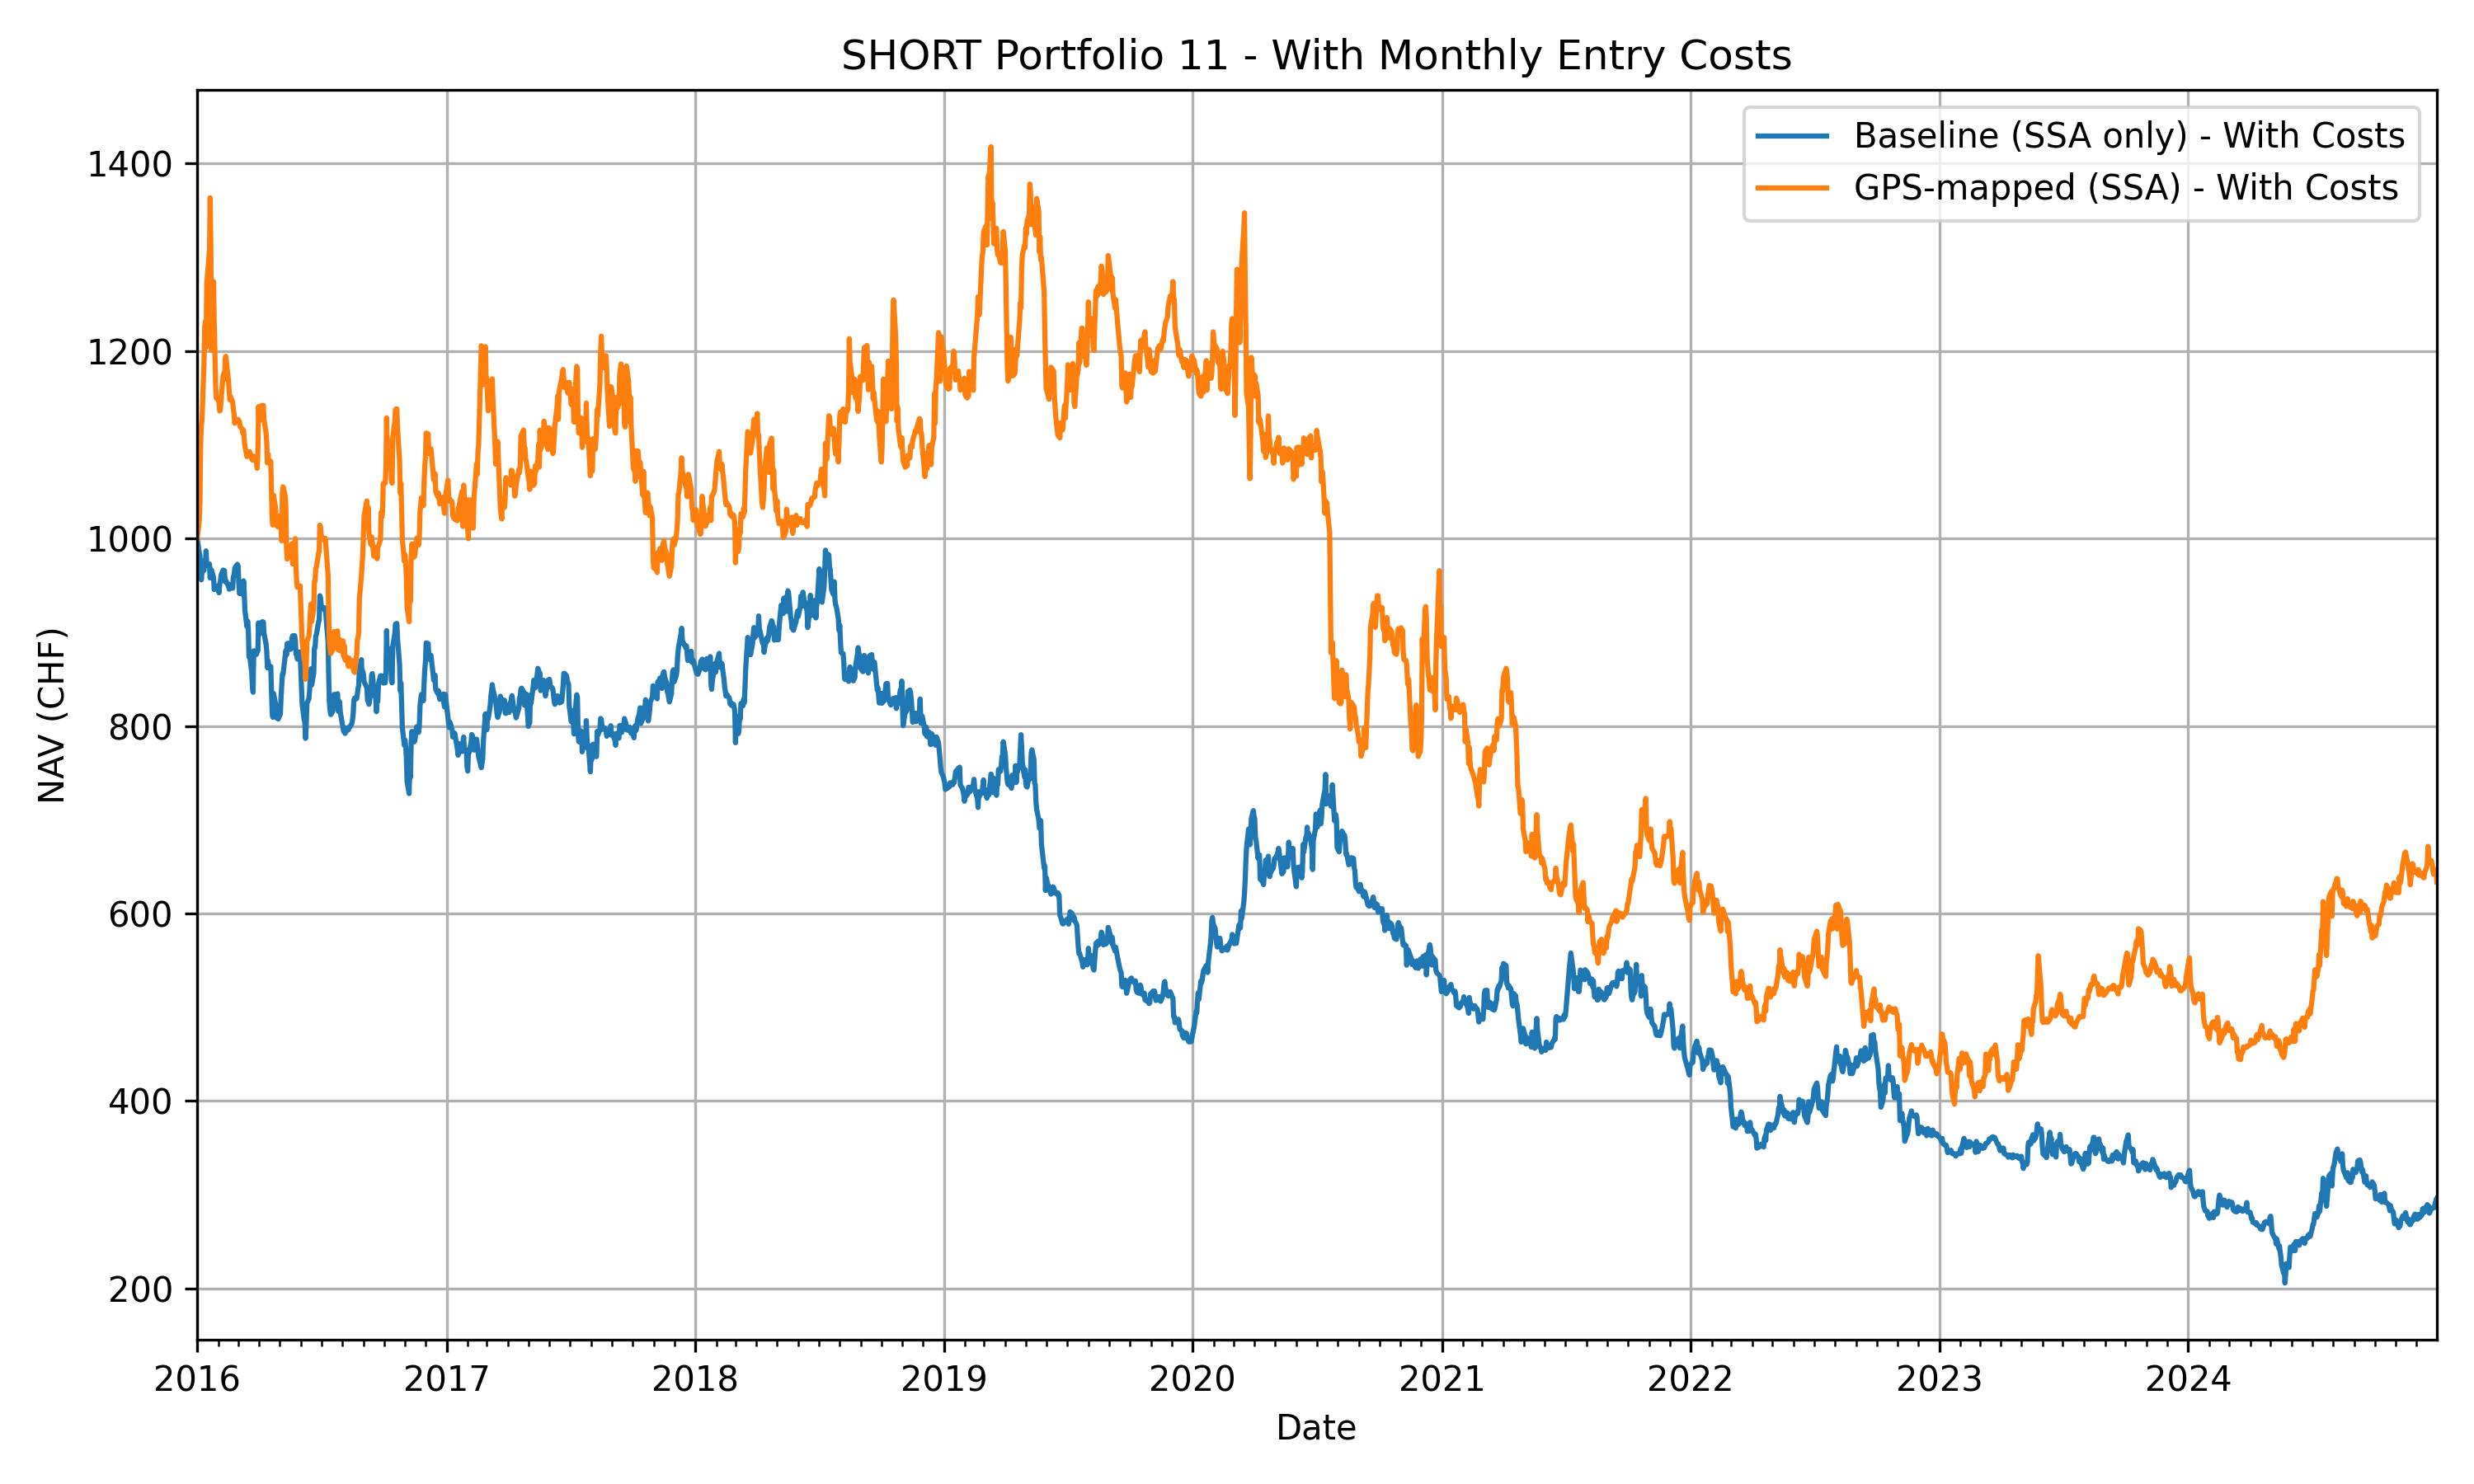 SHORT Portfolio 11 - With Monthly Entry Costs
Baseline (SSA only) - With Costs
GPS-mapped (SSA) - With Costs
NAV (CHF)
1400
1200
1000
800
600
400
200
2016 2017 2018 2019 2020 2021 2022 2023 2024
Date